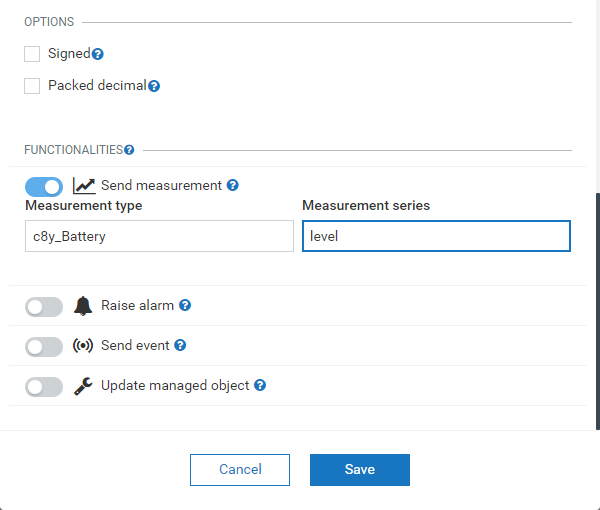 OPTIONS
Signed
Packed decimal
FUNCTIONALITIES
Send measurement
Measurement type Measurement series
c8y_Battery level
Raise alarm
Send event
Update managed object
Cancel Save